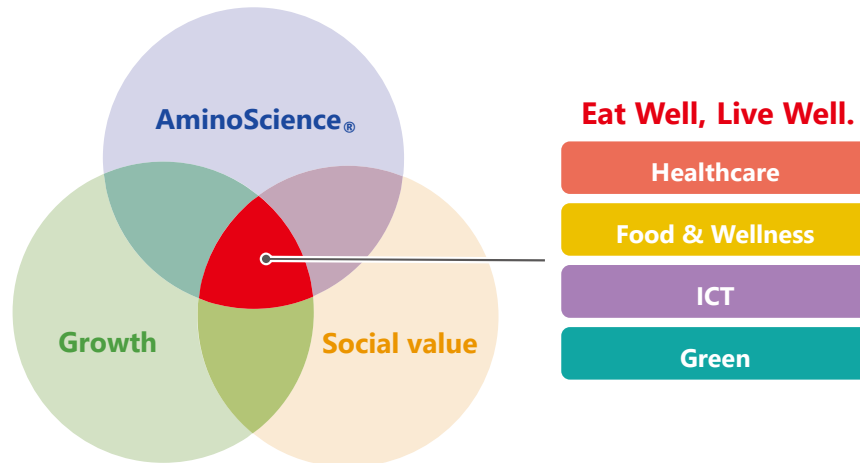 AminoScience®
Growth
Social value
Eat Well, Live Well.
Healthcare
Food & Wellness
ICT
Green